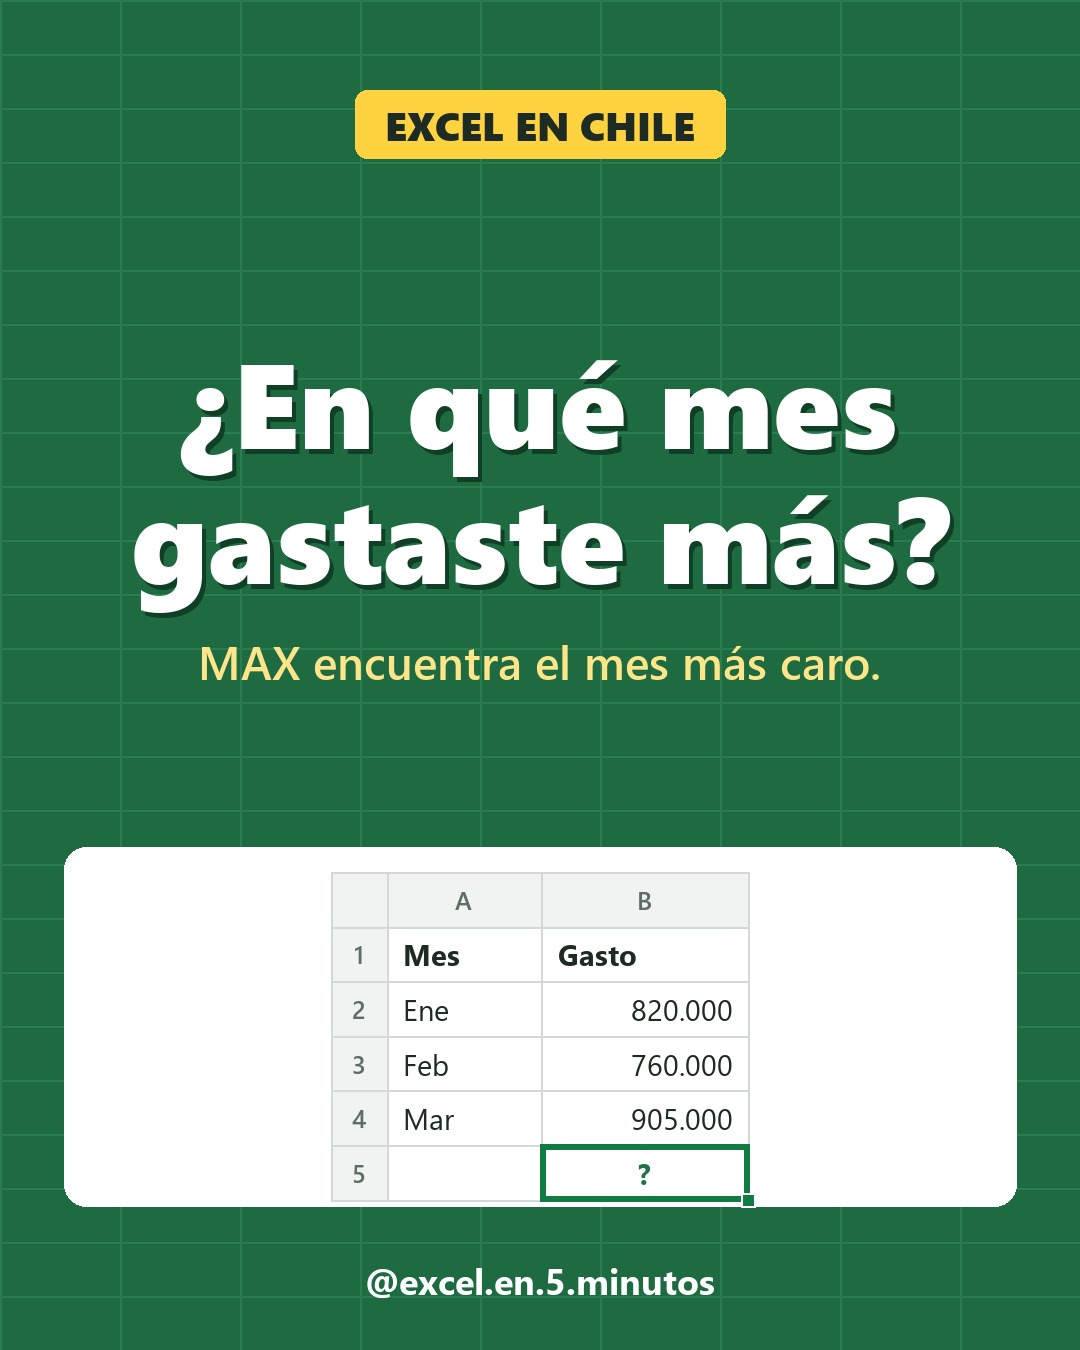 EXCEL EN CHILE
¿En qué mes
gastaste más?
MAX encuentra el mes más caro.
A B
1 Mes Gasto
2 Ene 820.000
3 Feb 760.000
4 Mar 905.000
5 ?
@excel.en.5.minutos